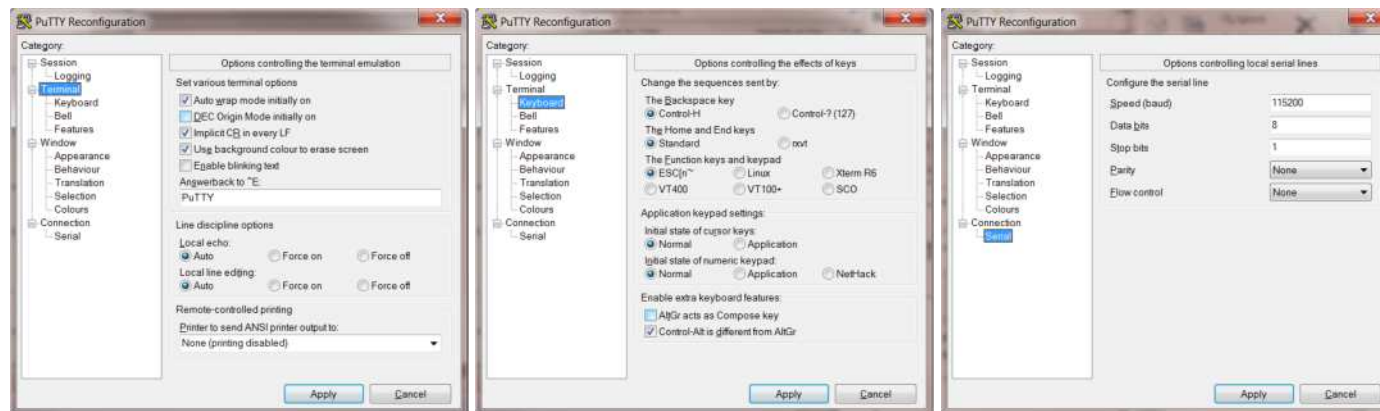 PuTTY Reconfiguration
Category:
Session
Logging
Terminal
Keyboard
Bell
Features
Window
Appearance
Behaviour
Translation
Selection
Colours
Connection
Serial
Options controlling the terminal emulation
Set various terminal options
Auto wrap mode initially on
DEC Origin Mode initially on
Implicit CR in every LF
Use background colour to erase screen
Enable blinking text
Answerback to ^E:
PuTTY
Line discipline options
Local echo:
Auto Force on Force off
Local line editing:
Auto Force on Force off
Remote-controlled printing
Printer to send ANSI printer output to:
None (printing disabled)
Apply Cancel
PuTTY Reconfiguration
Category:
Session
Logging
Terminal
Keyboard
Bell
Features
Window
Appearance
Behaviour
Translation
Selection
Colours
Connection
Serial
Options controlling the effects of keys
Change the sequences sent by:
The Backspace key
Control-H Control-? (127)
The Home and End keys
Standard rxvt
The Function keys and keypad
ESC[n~ Linux Xterm R6
VT400 VT100+ SCO
Application keypad settings:
Initial state of cursor keys:
Normal Application
Initial state of numeric keypad:
Normal Application NetHack
Enable extra keyboard features:
AltGr acts as Compose key
Control-Alt is different from AltGr
Apply Cancel
PuTTY Reconfiguration
Category:
Session
Logging
Terminal
Keyboard
Bell
Features
Window
Appearance
Behaviour
Translation
Selection
Colours
Connection
Serial
Options controlling local serial lines
Configure the serial line
Speed (baud) 115200
Data bits 8
Stop bits 1
Parity None
Flow control None
Apply Cancel